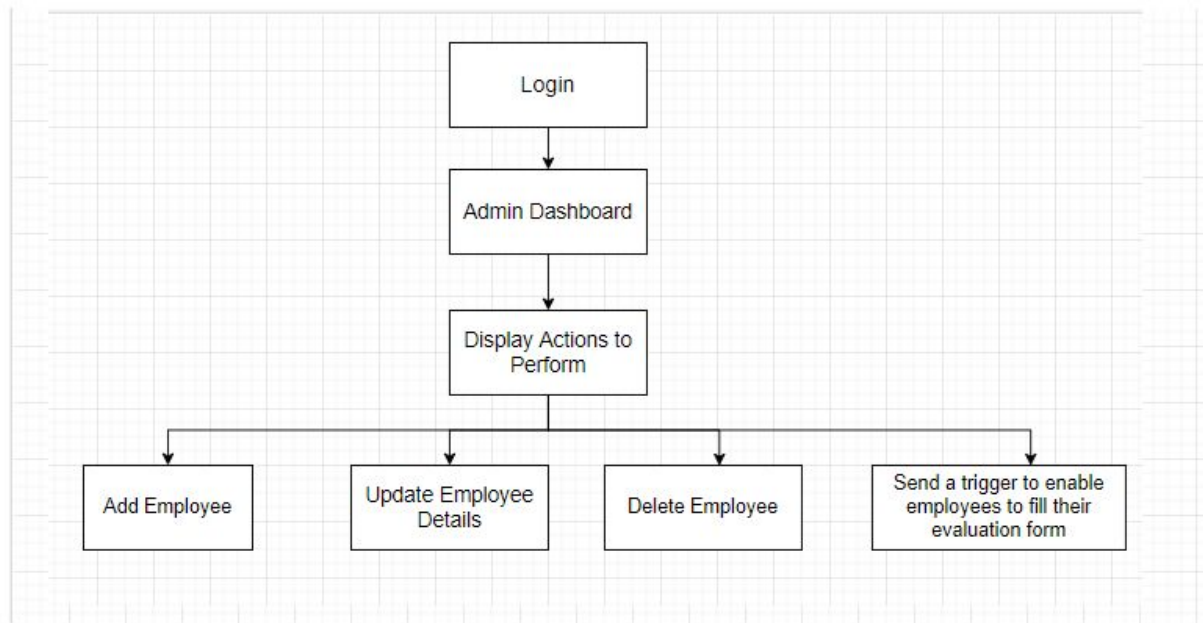 Login
Admin Dashboard
Display Actions to
Perform
Add Employee
Update Employee
Details
Delete Employee
Send a trigger to enable
employees to fill their
evaluation form